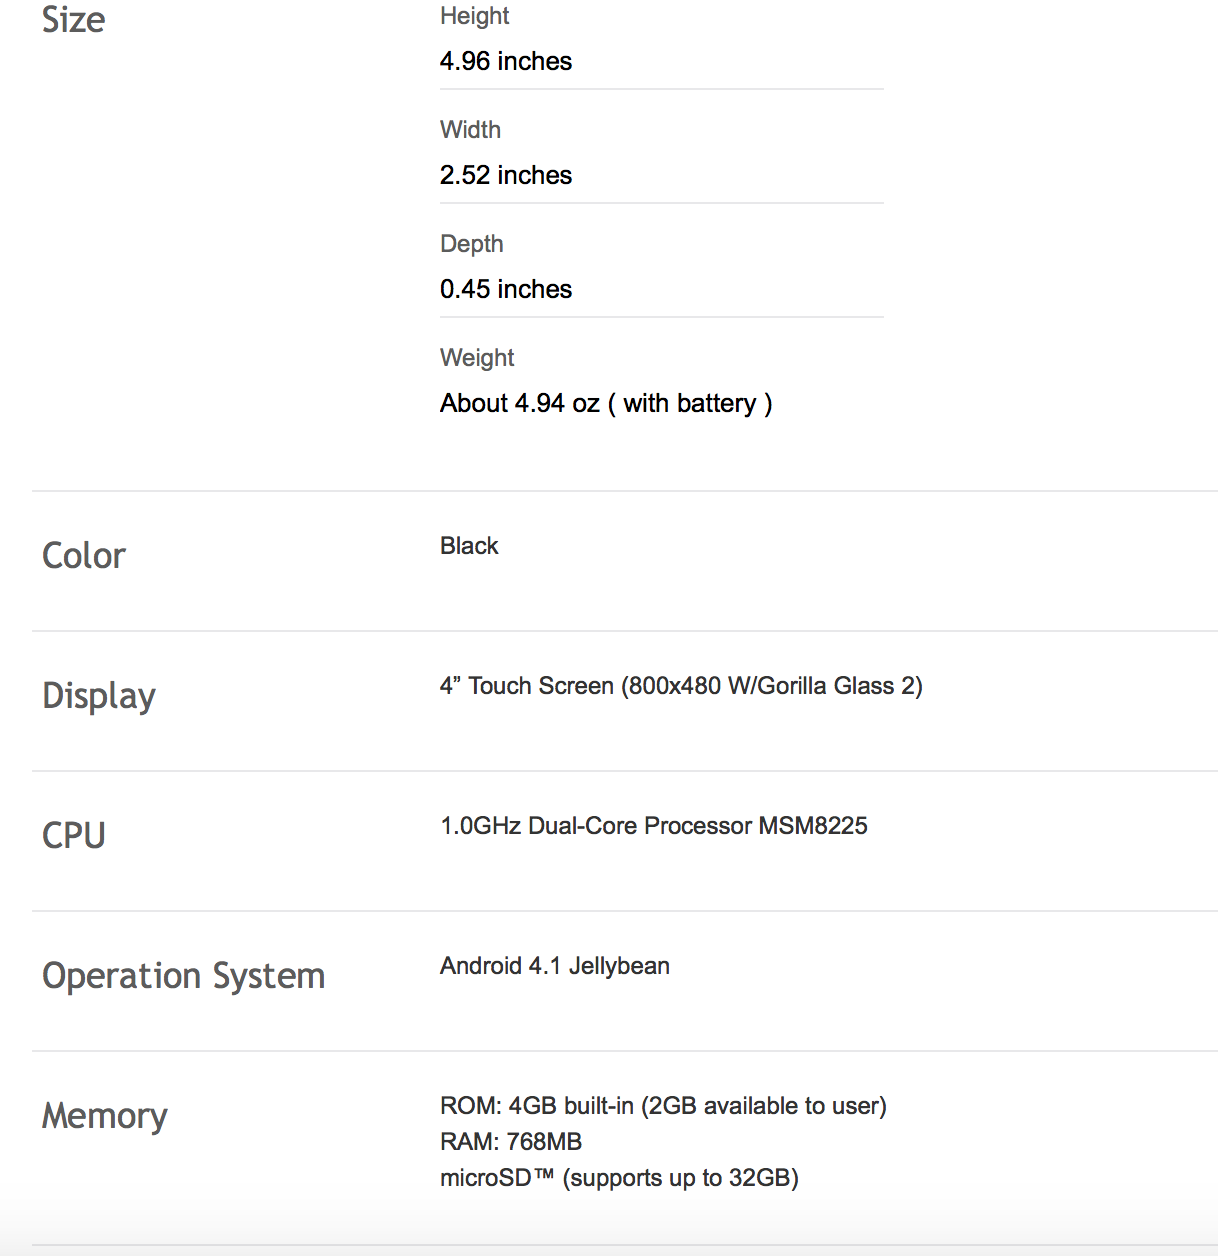 Size
Height
4.96 inches
Width
2.52 inches
Depth
0.45 inches
Weight
About 4.94 oz ( with battery )
Color
Black
Display
4” Touch Screen (800x480 W/Gorilla Glass 2)
CPU
1.0GHz Dual-Core Processor MSM8225
Operation System
Android 4.1 Jellybean
Memory
ROM: 4GB built-in (2GB available to user)
RAM: 768MB
microSD™ (supports up to 32GB)